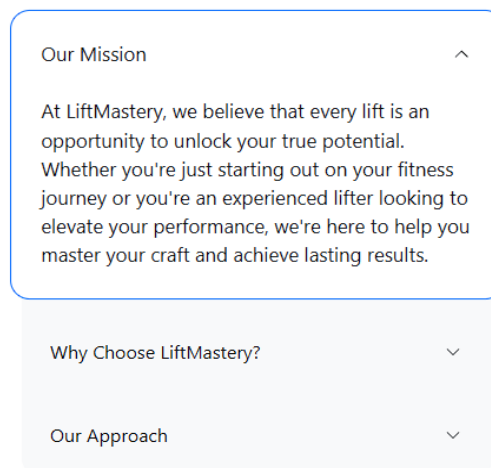 Our Mission
At LiftMastery, we believe that every lift is an
opportunity to unlock your true potential.
Whether you're just starting out on your fitness
journey or you're an experienced lifter looking to
elevate your performance, we're here to help you
master your craft and achieve lasting results.
Why Choose LiftMastery?
Our Approach